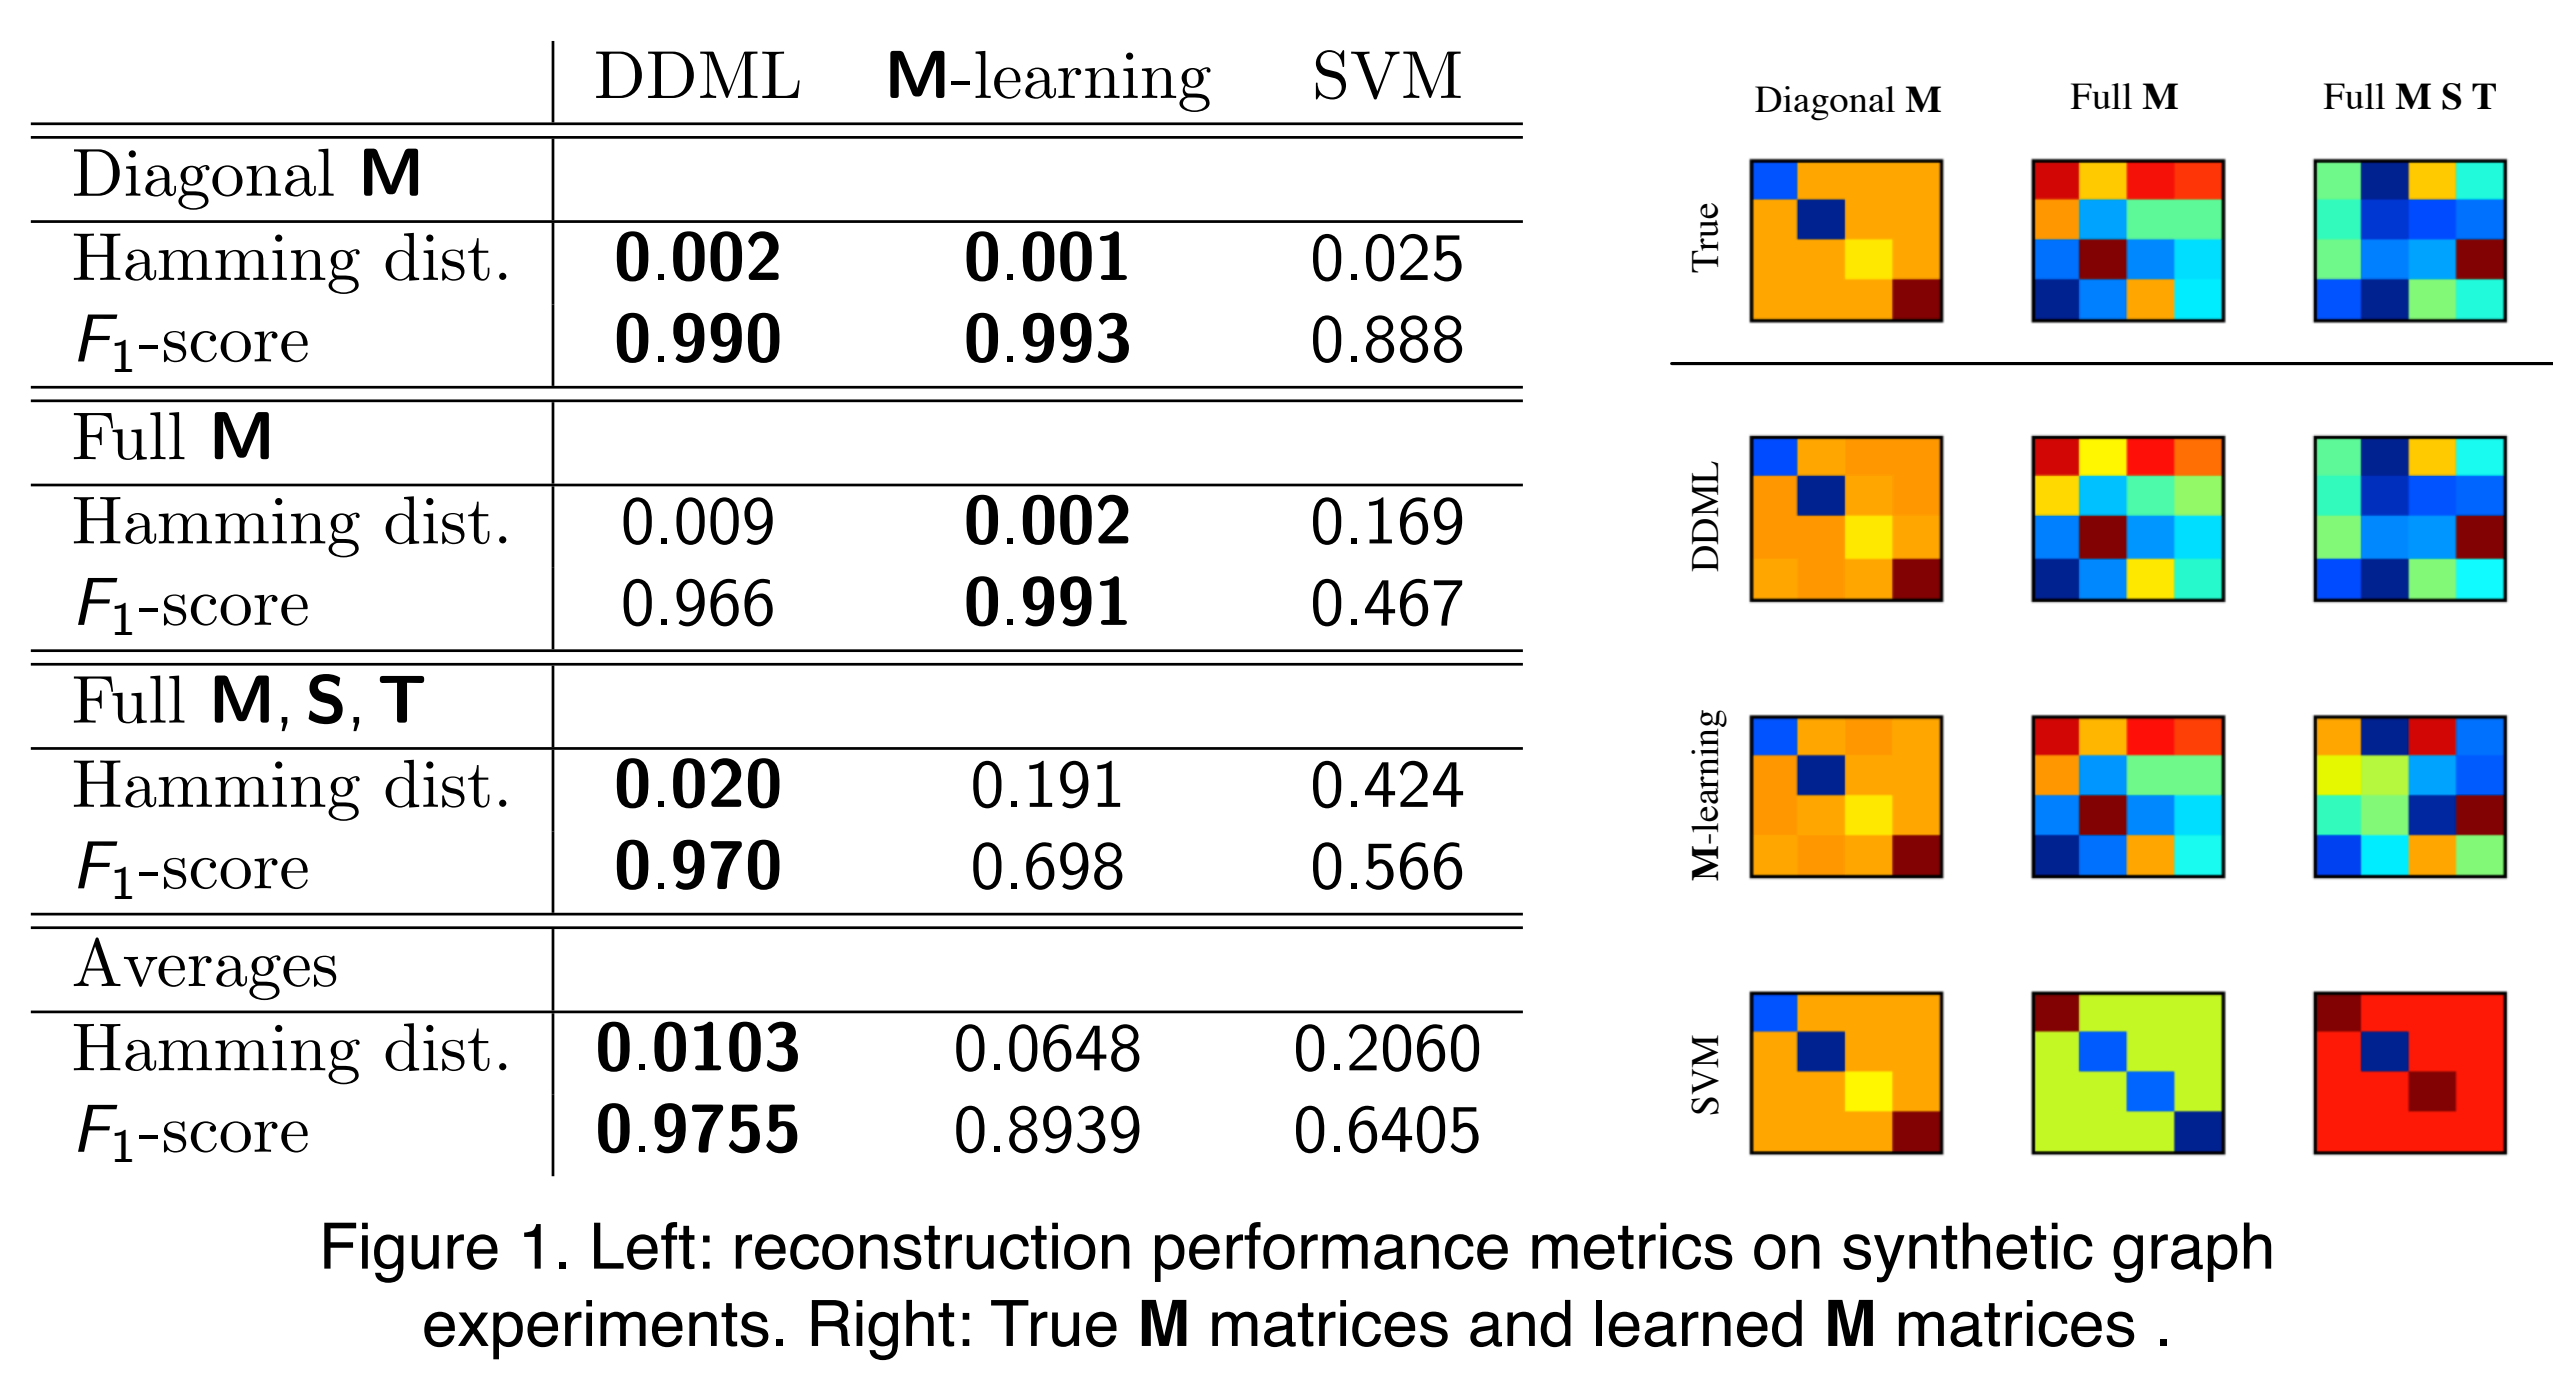 DDML M-learning SVM
Diagonal M
Hamming dist. 0.002 0.001 0.025
F1-score 0.990 0.993 0.888
Full M
Hamming dist. 0.009 0.002 0.169
F1-score 0.966 0.991 0.467
Full M, S, T
Hamming dist. 0.020 0.191 0.424
F1-score 0.970 0.698 0.566
Averages
Hamming dist. 0.0103 0.0648 0.2060
F1-score 0.9755 0.8939 0.6405
Diagonal M Full M Full M S T
True
DDML
M-learning
SVM
Figure 1. Left: reconstruction performance metrics on synthetic graph
experiments. Right: True M matrices and learned M matrices .